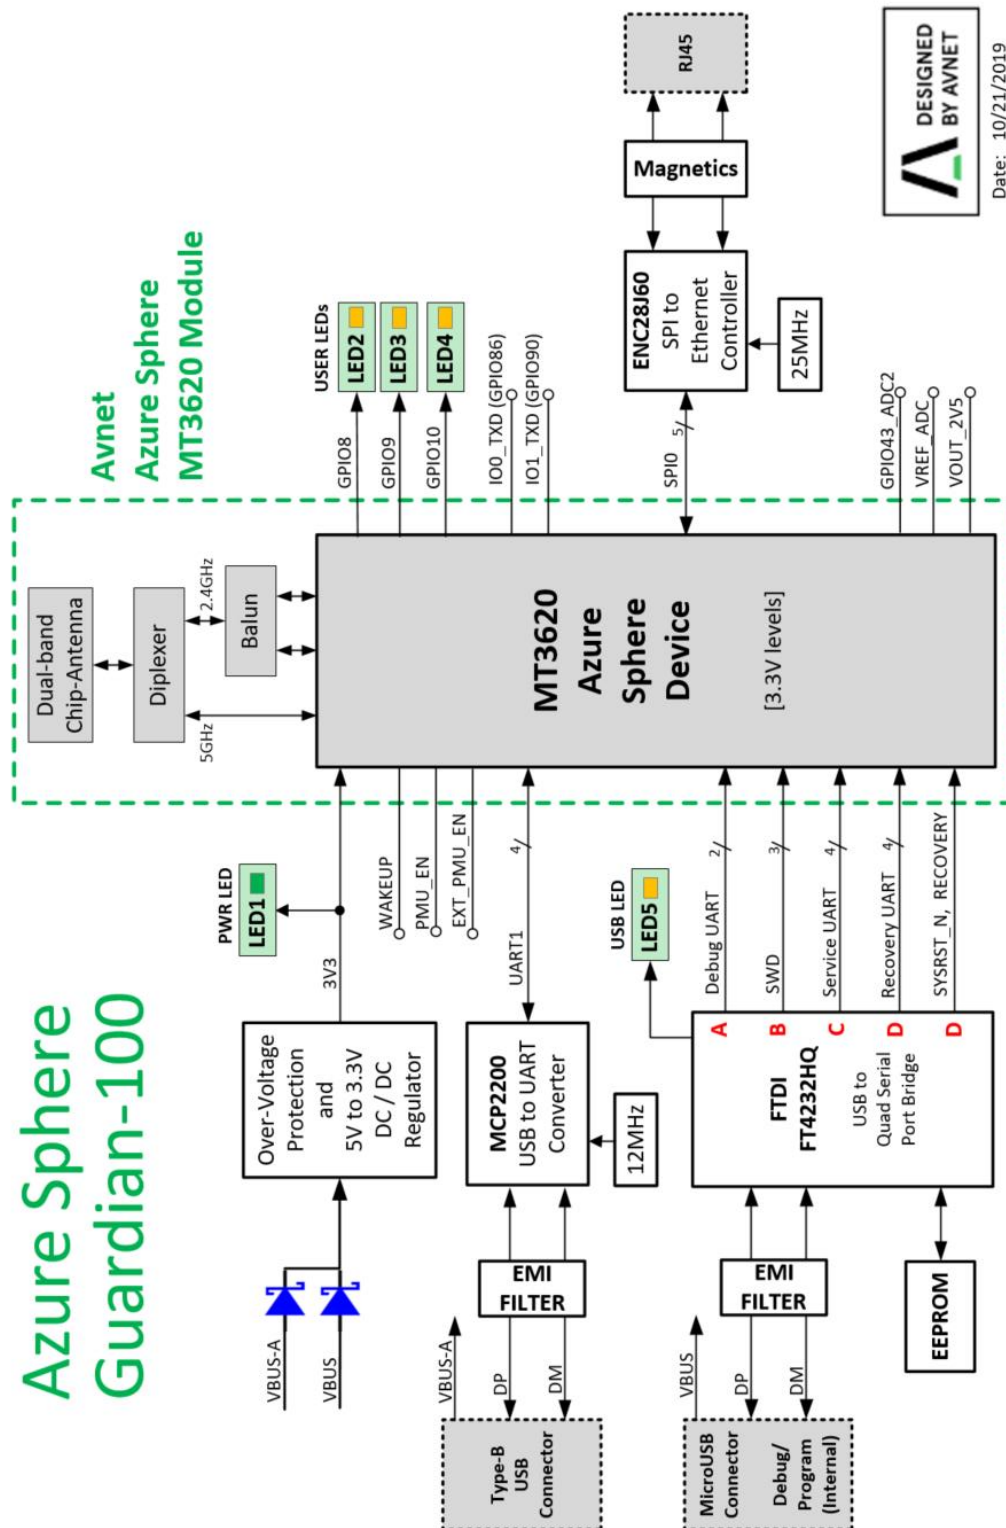 Azure Sphere
Guardian-100
Avnet
Azure Sphere
MT3620 Module
Dual-band
Chip-Antenna
Diplexer
5GHz
2.4GHz
Balun
VBUS-A
VBUS
Over-Voltage
Protection
and
5V to 3.3V
DC / DC
Regulator
3V3
PWR LED
LED1
WAKEUP
PMU_EN
EXT_PMU_EN
Type-B
USB
Connector
VBUS-A
DP
DM
EMI
FILTER
MCP2200
USB to UART
Converter
12MHz
UART1
4
MicroUSB
Connector
Debug/
Program
(Internal)
VBUS
DP
DM
EMI
FILTER
EEPROM
FTDI
FT4232HQ
USB to
Quad Serial
Port Bridge
A
B
C
D
D
USB LED
LED5
Debug UART
2
SWD
3
Service UART
4
Recovery UART
4
SYSRST_N, RECOVERY
MT3620
Azure
Sphere
Device
[3.3V levels]
USER LEDs
GPIO8
LED2
GPIO9
LED3
GPIO10
LED4
IO0_TXD (GPIO86)
IO1_TXD (GPIO90)
SPI0
5
ENC28J60
SPI to
Ethernet
Controller
25MHz
Magnetics
RJ45
GPIO43_ADC2
VREF_ADC
VOUT_2V5
DESIGNED
BY AVNET
Date: 10/21/2019